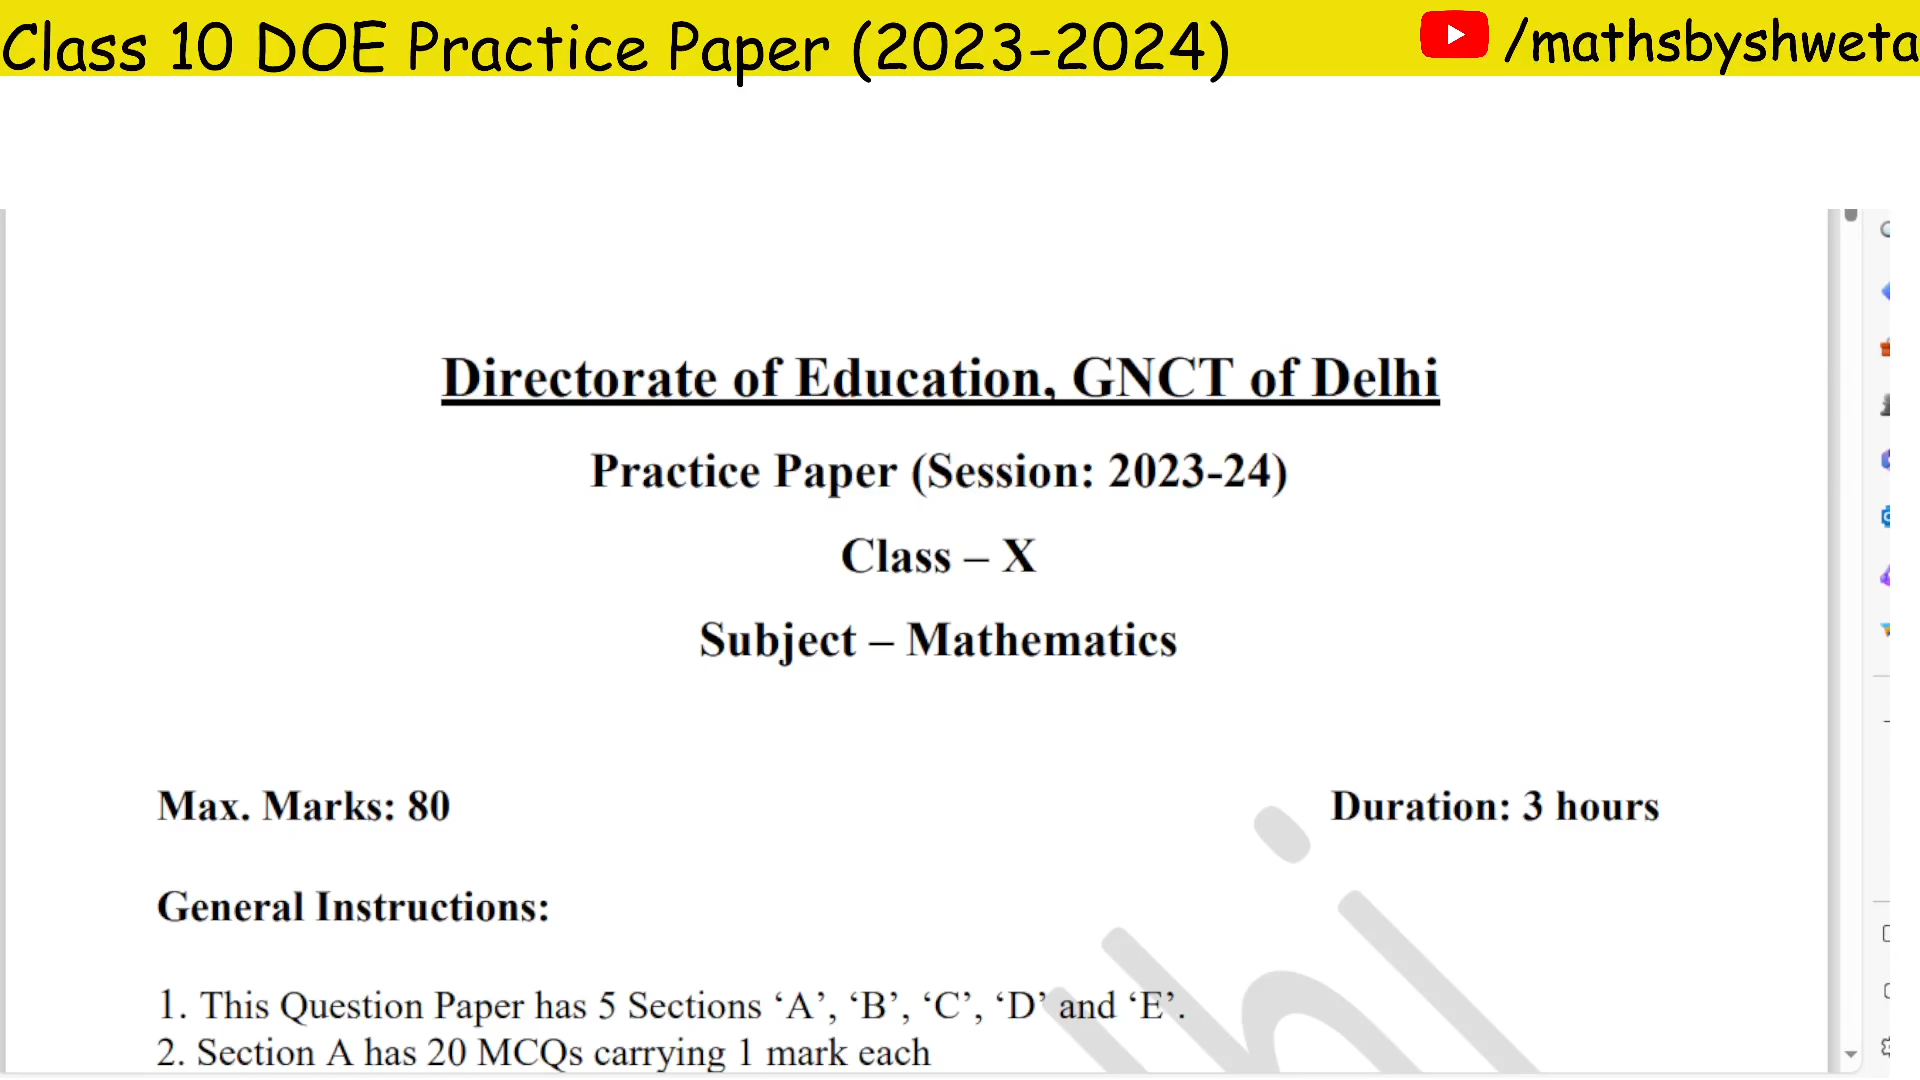 Class 10 DOE Practice Paper (2023-2024)
/mathsbyshweta
Directorate of Education, GNCT of Delhi
Practice Paper (Session: 2023-24)
Class – X
Subject – Mathematics
Max. Marks: 80
Duration: 3 hours
General Instructions:
1. This Question Paper has 5 Sections ‘A’, ‘B’, ‘C’, ‘D’ and ‘E’.
2. Section A has 20 MCQs carrying 1 mark each